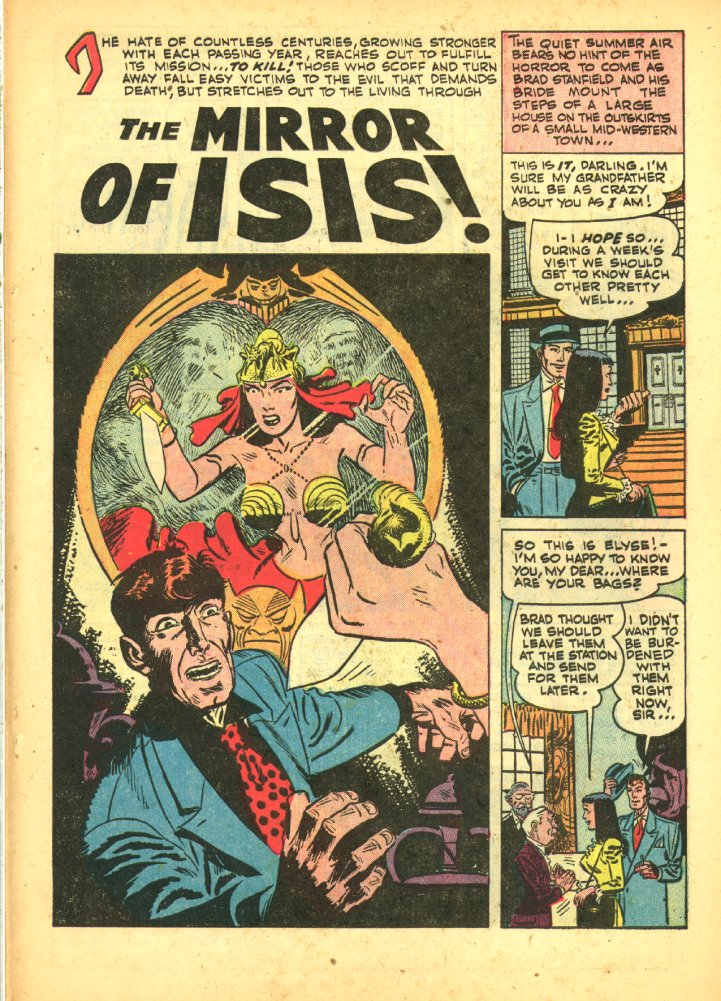 THE HATE OF COUNTLESS CENTURIES, GROWING STRONGER
WITH EACH PASSING YEAR, REACHES OUT TO FULFILL
ITS MISSION... TO KILL! THOSE WHO SCOFF AND TURN
AWAY FALL EASY VICTIMS TO THE EVIL THAT DEMANDS
DEATH, BUT STRETCHES OUT TO THE LIVING THROUGH
THE MIRROR
OF ISIS!
THE QUIET SUMMER AIR
BEARS NO HINT OF THE
HORROR TO COME AS
BRAD STANFIELD AND HIS
BRIDE MOUNT THE
STEPS OF A LARGE
HOUSE ON THE OUTSKIRTS
OF A SMALL MID-WESTERN
TOWN...
THIS IS IT, DARLING. I'M
SURE MY GRANDFATHER
WILL BE AS CRAZY
ABOUT YOU AS I AM!
I-I HOPE SO...
DURING A WEEK'S
VISIT WE SHOULD
GET TO KNOW EACH
OTHER PRETTY
WELL...
SO THIS IS ELYSE!-
I'M SO HAPPY TO KNOW
YOU, MY DEAR... WHERE
ARE YOUR BAGS?
BRAD THOUGHT
WE SHOULD
LEAVE THEM
AT THE STATION
AND SEND
FOR THEM
LATER.
I DIDN'T
WANT TO
BE BUR-
DENED
WITH
THEM
RIGHT
NOW,
SIR...